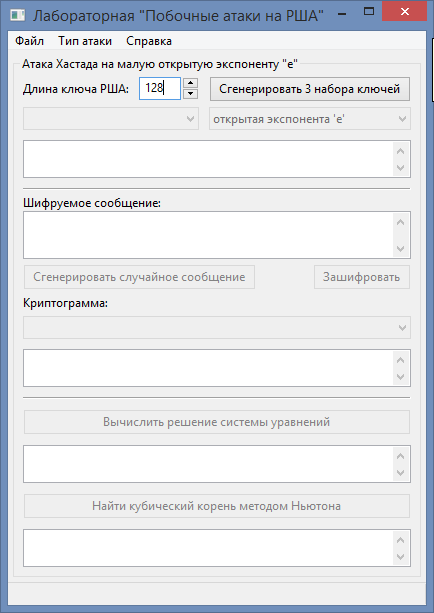 Лабораторная "Побочные атаки на РША"
Файл Тип атаки Справка
Атака Хастада на малую открытую экспоненту "е"
Длина ключа РША: 128 Сгенерировать 3 набора ключей
открытая экспонента 'e'
Шифруемое сообщение:
Сгенерировать случайное сообщение Зашифровать
Криптограмма:
Вычислить решение системы уравнений
Найти кубический корень методом Ньютона